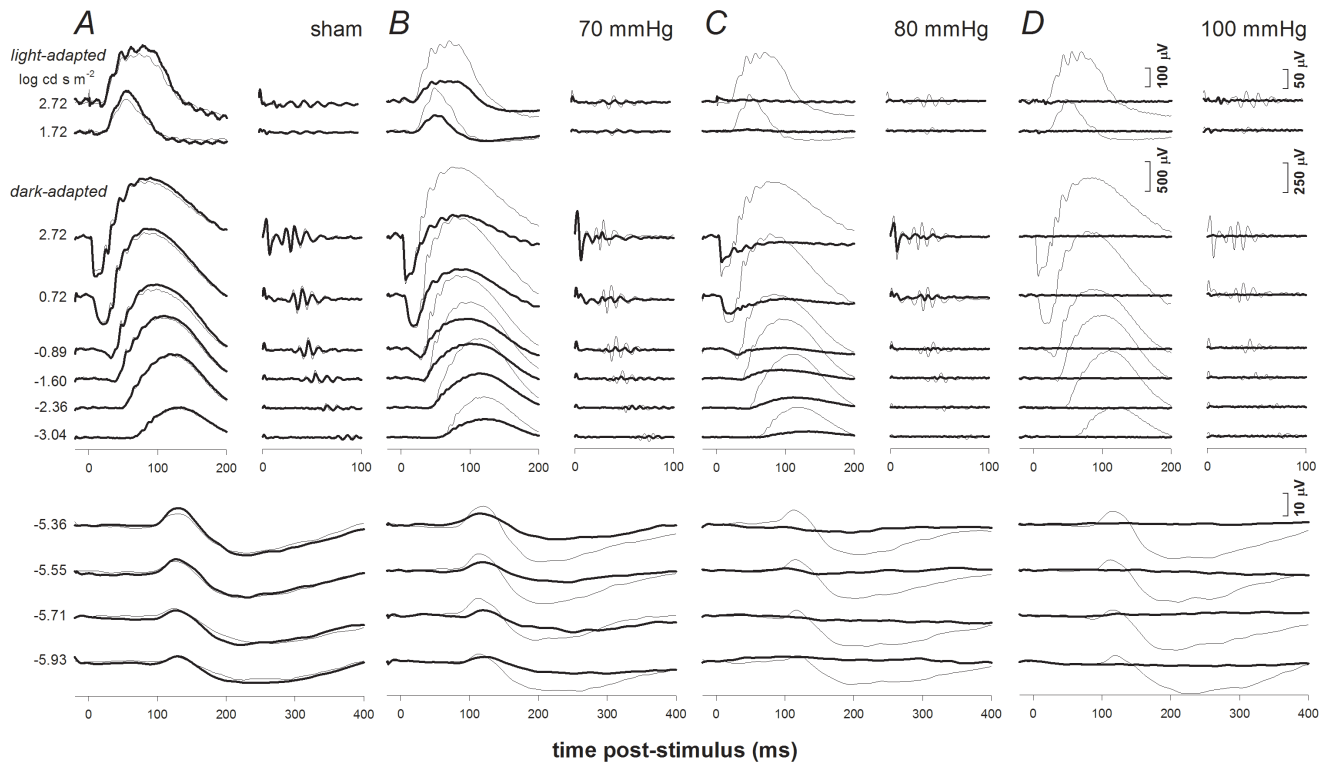 A sham B 70 mmHg C 80 mmHg D 100 mmHg
light-adapted
log cd s m-2
100 µV
50 µV
2.72
1.72
dark-adapted
500 µV
250 µV
2.72
0.72
-0.89
-1.60
-2.36
-3.04
0 100 200 0 100 0 100 200 0 100 0 100 200 0 100 0 100 200 0 100
10 µV
-5.36
-5.55
-5.71
-5.93
0 100 200 300 400 0 100 200 300 400 0 100 200 300 400 0 100 200 300 400
time post-stimulus (ms)